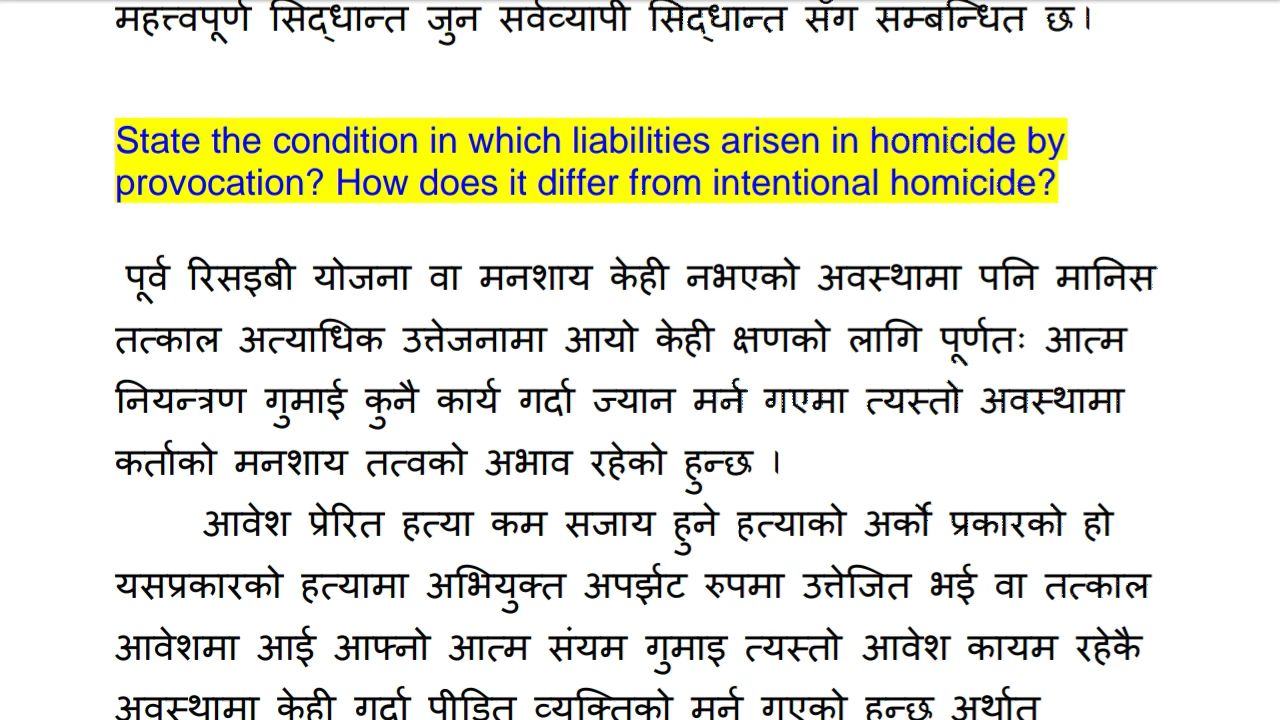 महत्त्वपूर्ण सिद्धान्त जुन सर्वव्यापी सिद्धान्त सँग सम्बन्धित छ।
State the condition in which liabilities arisen in homicide by
provocation? How does it differ from intentional homicide?
पूर्व रिसइबी योजना वा मनशाय केही नभएको अवस्थामा पनि मानिस
तत्काल अत्याधिक उत्तेजनामा आयो केही क्षणको लागि पूर्णतः आत्म
नियन्त्रण गुमाई कुनै कार्य गर्दा ज्यान मर्न गएमा त्यस्तो अवस्थामा
कर्ताको मनशाय तत्वको अभाव रहेको हुन्छ ।
आवेश प्रेरित हत्या कम सजाय हुने हत्याको अर्को प्रकारको हो
यसप्रकारको हत्यामा अभियुक्त अपर्झट रुपमा उत्तेजित भई वा तत्काल
आवेशमा आई आफ्नो आत्म संयम गुमाइ त्यस्तो आवेश कायम रहेकै
अवस्थामा केही गर्दा पीडित व्यक्तिको मर्न गएको हुन्छ अर्थात